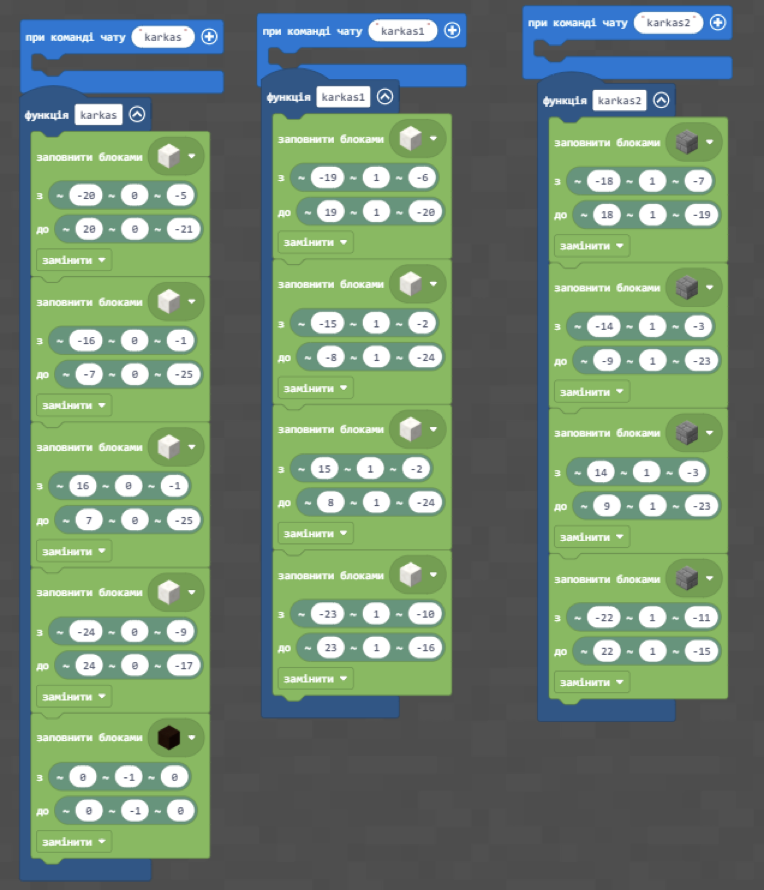 при команді чату "karkas"
функція karkas
заповнити блоками
з ~ -20 ~ 0 ~ -5
до ~ 20 ~ 0 ~ -21
замінити
заповнити блоками
з ~ -16 ~ 0 ~ -1
до ~ -7 ~ 0 ~ -25
замінити
заповнити блоками
з ~ 16 ~ 0 ~ -1
до ~ 7 ~ 0 ~ -25
замінити
заповнити блоками
з ~ -24 ~ 0 ~ -9
до ~ 24 ~ 0 ~ -17
замінити
заповнити блоками
з ~ 0 ~ -1 ~ 0
до ~ 0 ~ -1 ~ 0
замінити
при команді чату "karkas1"
функція karkas1
заповнити блоками
з ~ -19 ~ 1 ~ -6
до ~ 19 ~ 1 ~ -20
замінити
заповнити блоками
з ~ -15 ~ 1 ~ -2
до ~ -8 ~ 1 ~ -24
замінити
заповнити блоками
з ~ 15 ~ 1 ~ -2
до ~ 8 ~ 1 ~ -24
замінити
заповнити блоками
з ~ -23 ~ 1 ~ -10
до ~ 23 ~ 1 ~ -16
замінити
при команді чату "karkas2"
функція karkas2
заповнити блоками
з ~ -18 ~ 1 ~ -7
до ~ 18 ~ 1 ~ -19
замінити
заповнити блоками
з ~ -14 ~ 1 ~ -3
до ~ -9 ~ 1 ~ -23
замінити
заповнити блоками
з ~ 14 ~ 1 ~ -3
до ~ 9 ~ 1 ~ -23
замінити
заповнити блоками
з ~ -22 ~ 1 ~ -11
до ~ 22 ~ 1 ~ -15
замінити